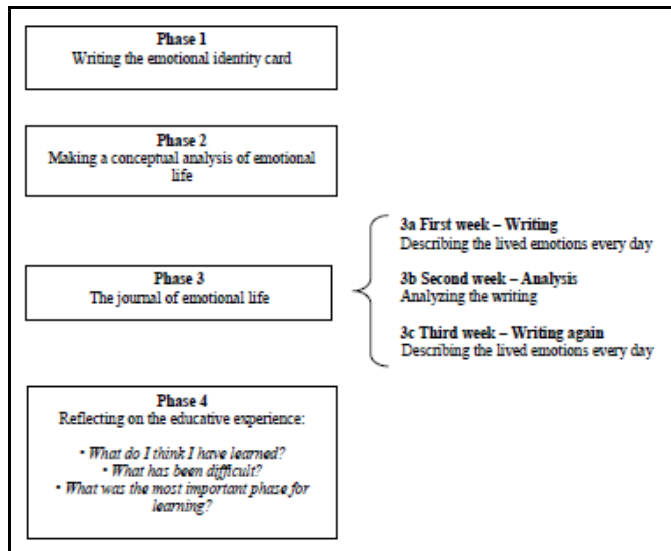 Phase 1
Writing the emotional identity card
Phase 2
Making a conceptual analysis of emotional
life
Phase 3
The journal of emotional life
3a First week – Writing
Describing the lived emotions every day
3b Second week – Analysis
Analyzing the writing
3c Third week – Writing again
Describing the lived emotions every day
Phase 4
Reflecting on the educative experience:
• What do I think I have learned?
• What has been difficult?
• What was the most important phase for
learning?